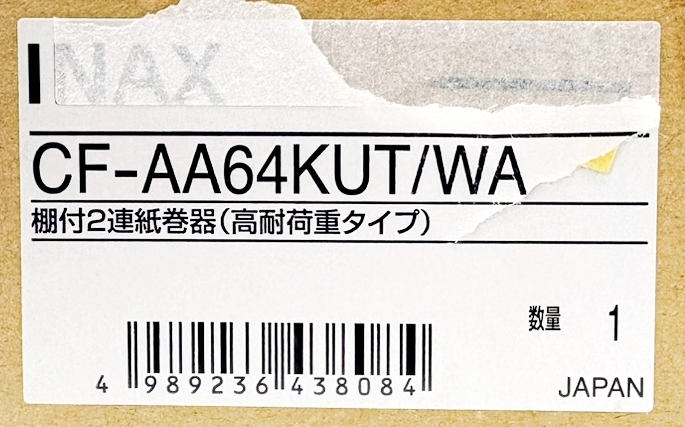 INAX
CF-AA64KUT/WA
棚付2連紙巻器(高耐荷重タイプ)
数量 1
4 989236 438084
JAPAN